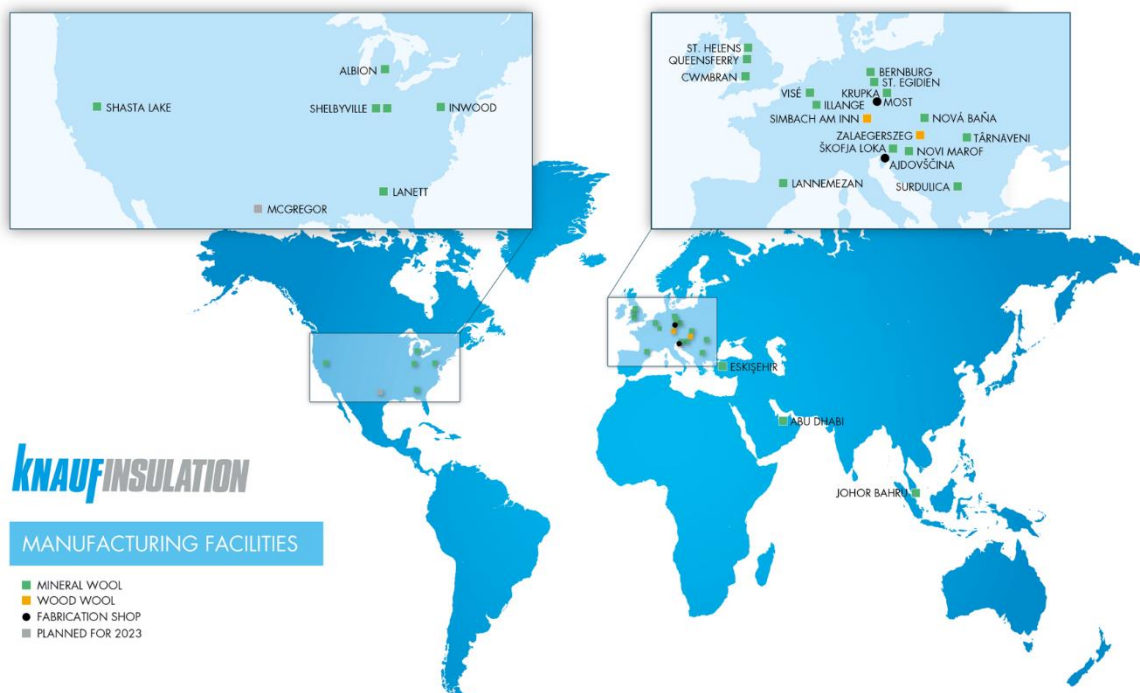 ALBION
SHASTA LAKE
SHELBYVILLE
INWOOD
LANETT
MCGREGOR
ST. HELENS
QUEENSFERRY
CWMBRAN
BERNBURG
ST. EGIDIEN
VISÉ
KRUPKA
MOST
ILLANGE
SIMBACH AM INN
NOVÁ BAŇA
ZALAEGERSZEG
TÂRNĂVENI
ŠKOFJA LOKA
NOVI MAROF
AJDOVŠČINA
LANNEMEZAN
SURDULICA
ESKIŞEHIR
ABU DHABI
JOHOR BAHRU
KNAUFINSULATION
MANUFACTURING FACILITIES
MINERAL WOOL
WOOD WOOL
FABRICATION SHOP
PLANNED FOR 2023